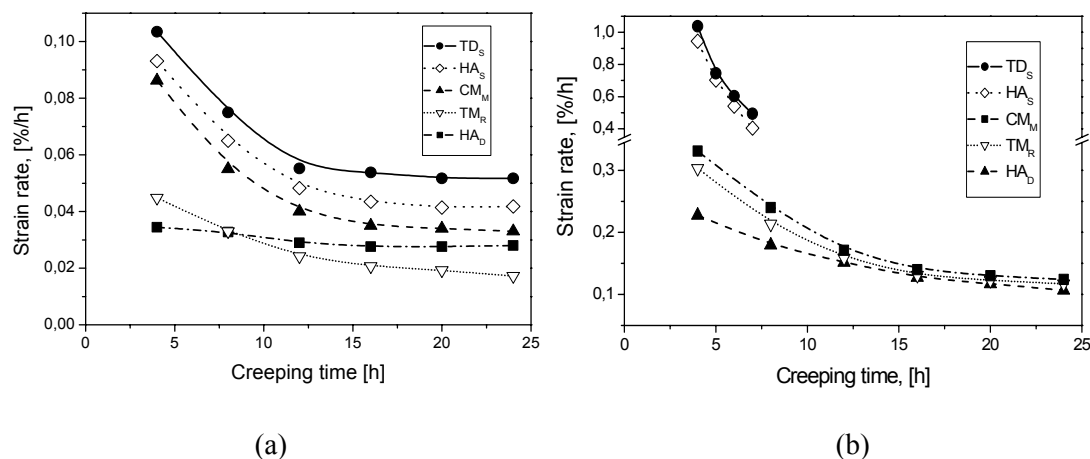 0,10
0,08
0,06
0,04
0,02
0,00
Strain rate, [%/h]
0 5 10 15 20 25
Creeping time [h]
TD_S
HA_S
CM_M
TM_R
HA_D
(a)
1,0
0,8
0,6
0,4
0,3
0,2
0,1
Strain rate, [%/h]
0 5 10 15 20 25
Creeping time, [h]
TD_S
HA_S
CM_M
TM_R
HA_D
(b)